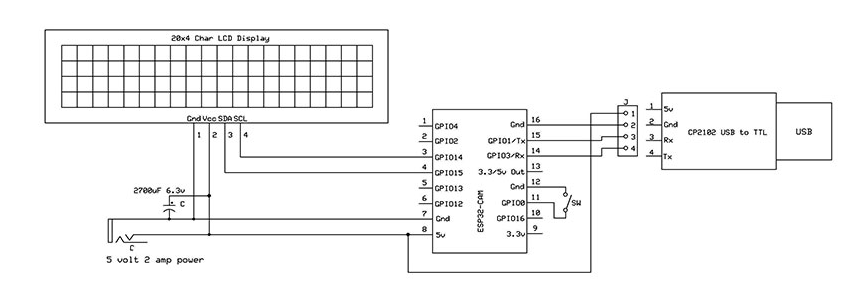 20x4 Char LCD Display
Gnd Vcc SDA SCL
1 2 3 4
2700uF 6.3v
C
C
5 volt 2 amp power
1 GPIO4
2 GPIO2
3 GPIO14
4 GPIO15
5 GPIO13
6 GPIO12
7 Gnd
8 5v
ESP32-CAM
Gnd 16
GPIO1/Tx 15
GPIO3/Rx 14
3.3/5v Out 13
Gnd 12
GPIO0 11
GPIO16 10
3.3v 9
SW
J
1
2
3
4
1 5v
2 Gnd
3 Rx
4 Tx
CP2102 USB to TTL
USB